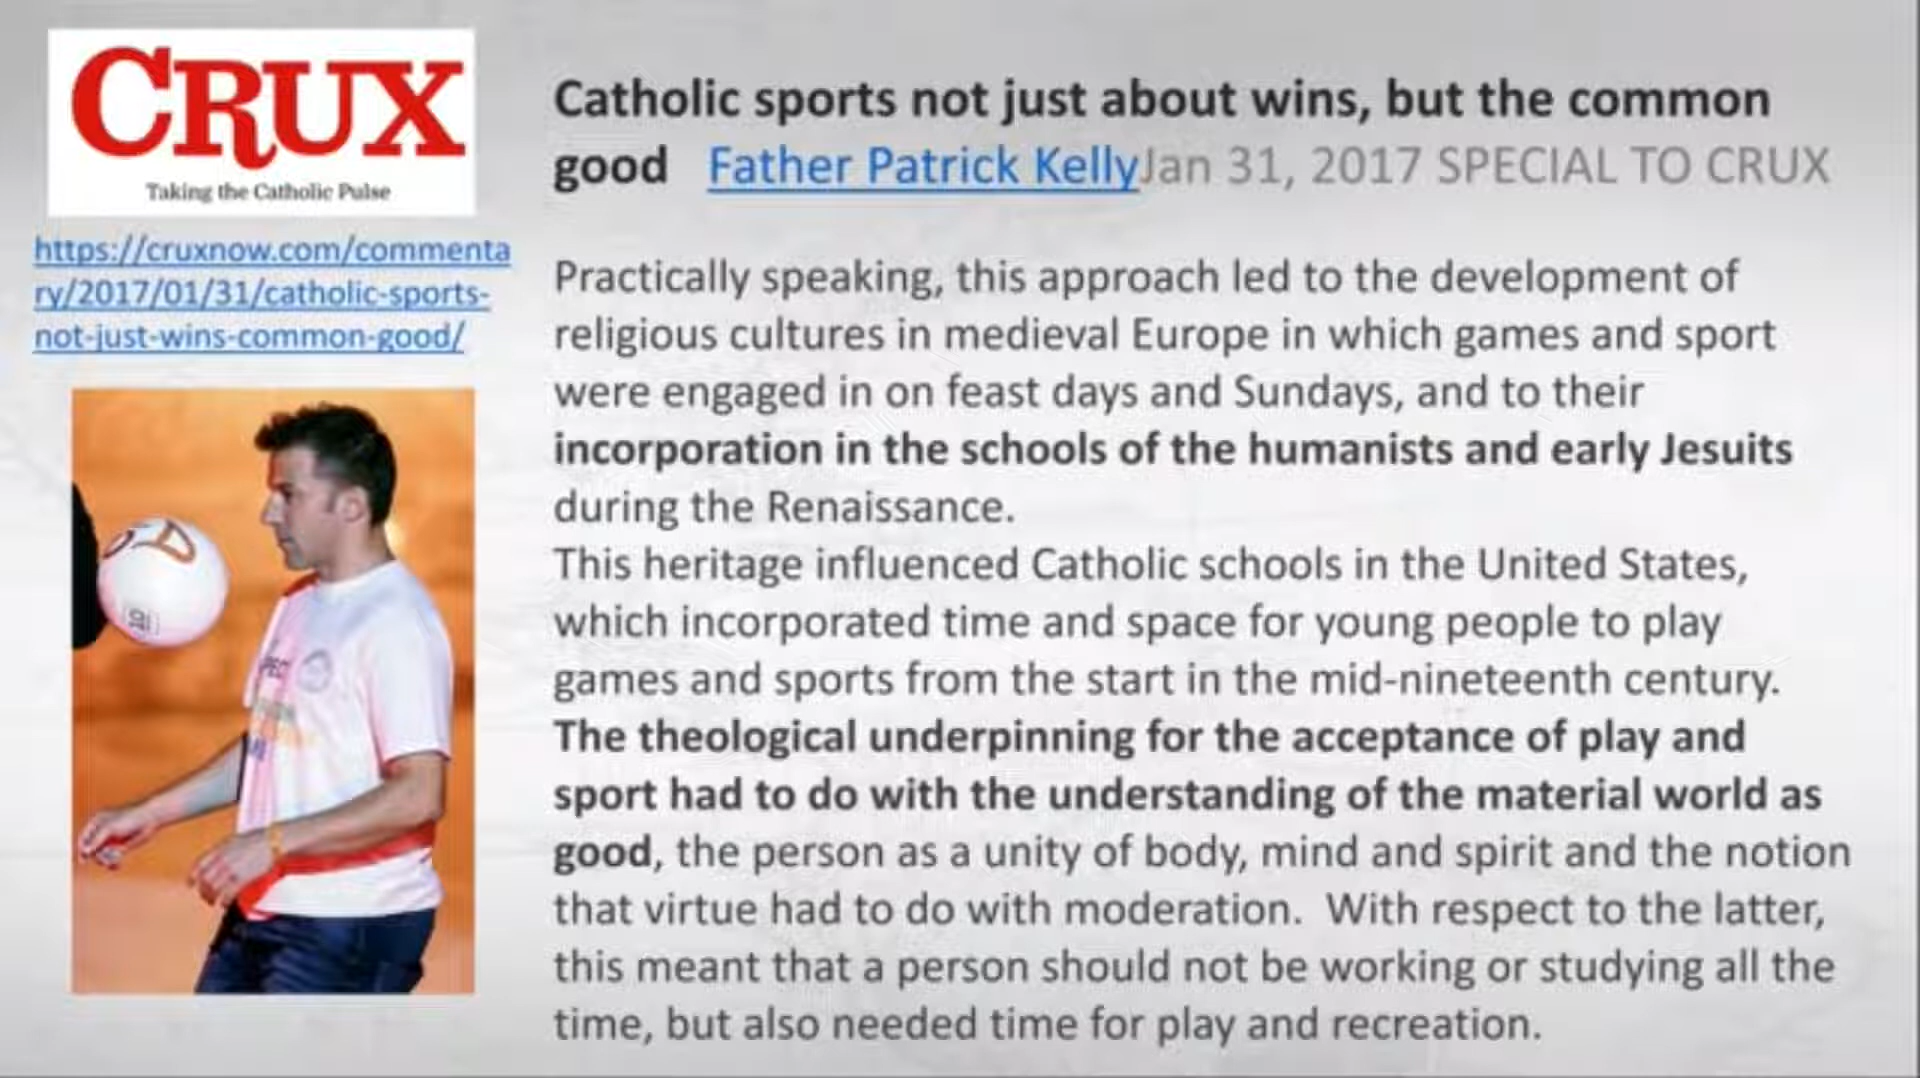 CRUX
Taking the Catholic Pulse
https://cruxnow.com/commenta
ry/2017/01/31/catholic-sports-
not-just-wins-common-good/
Catholic sports not just about wins, but the common
good Father Patrick KellyJan 31, 2017 SPECIAL TO CRUX
Practically speaking, this approach led to the development of
religious cultures in medieval Europe in which games and sport
were engaged in on feast days and Sundays, and to their
incorporation in the schools of the humanists and early Jesuits
during the Renaissance.
This heritage influenced Catholic schools in the United States,
which incorporated time and space for young people to play
games and sports from the start in the mid-nineteenth century.
The theological underpinning for the acceptance of play and
sport had to do with the understanding of the material world as
good, the person as a unity of body, mind and spirit and the notion
that virtue had to do with moderation. With respect to the latter,
this meant that a person should not be working or studying all the
time, but also needed time for play and recreation.